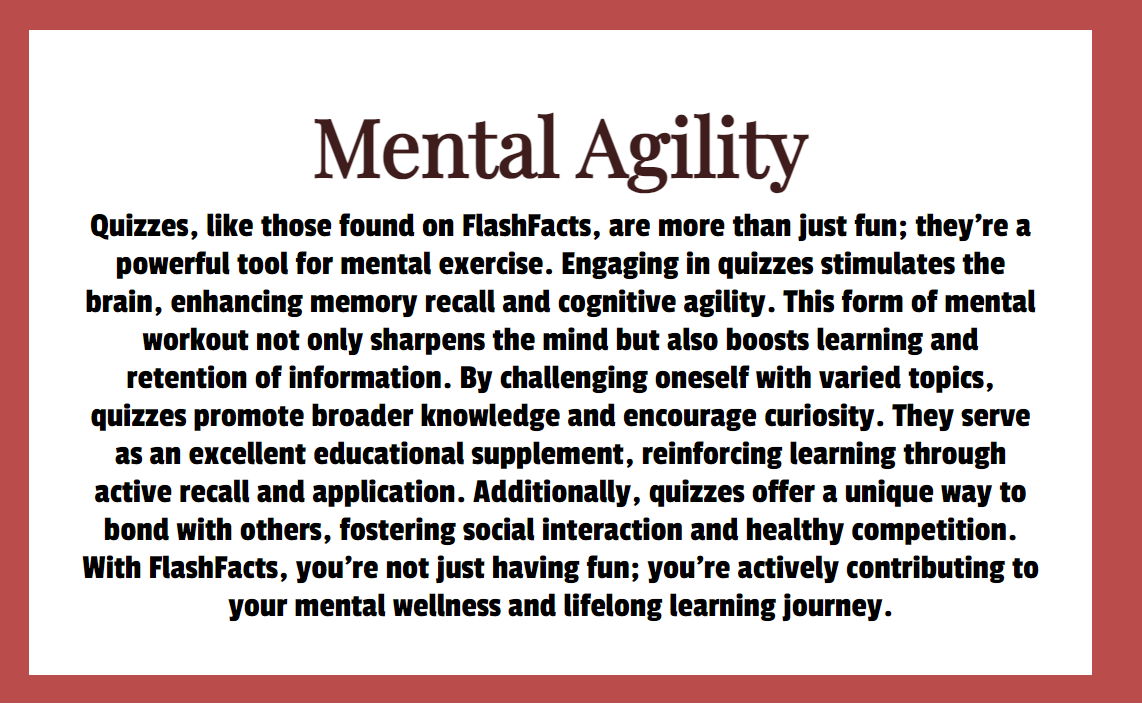 Mental Agility
Quizzes, like those found on FlashFacts, are more than just fun; they’re a
powerful tool for mental exercise. Engaging in quizzes stimulates the
brain, enhancing memory recall and cognitive agility. This form of mental
workout not only sharpens the mind but also boosts learning and
retention of information. By challenging oneself with varied topics,
quizzes promote broader knowledge and encourage curiosity. They serve
as an excellent educational supplement, reinforcing learning through
active recall and application. Additionally, quizzes offer a unique way to
bond with others, fostering social interaction and healthy competition.
With FlashFacts, you’re not just having fun; you’re actively contributing to
your mental wellness and lifelong learning journey.